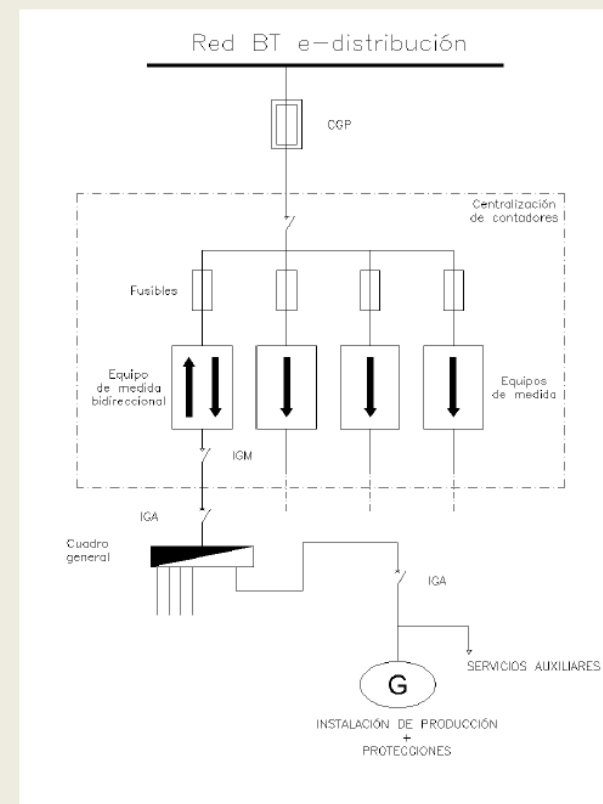 Red BT e-distribución
CGP
Centralización
de contadores
Fusibles
Equipo
de medida
bidireccional
Equipos
de medida
IGM
IGA
Cuadro
general
IGA
SERVICIOS AUXILIARES
G
INSTALACIÓN DE PRODUCCIÓN
+
PROTECCIONES